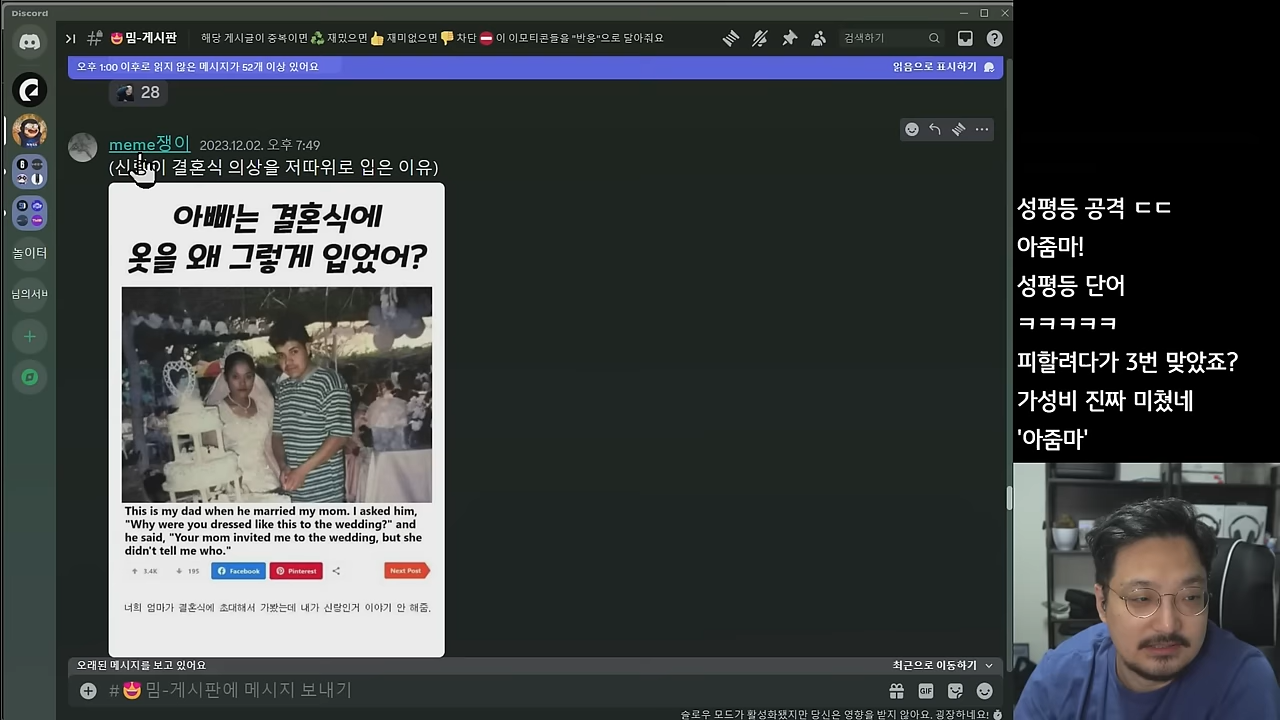 Discord
밈-게시판
해당 게시글이 중복이면 ♻ 재밌으면 👍 재미없으면 👎 차단 ⛔ 이 이모티콘들을 "반응"으로 달아줘요
검색하기
오후 1:00 이후로 읽지 않은 메시지가 52개 이상 있어요
읽음으로 표시하기
28
meme쟁이 2023.12.02. 오후 7:49
결혼식 의상을 저따위로 입은 이유)
아빠는 결혼식에
옷을 왜 그렇게 입었어?
This is my dad when he married my mom. I asked him,
"Why were you dressed like this to the wedding?" and
he said, "Your mom invited me to the wedding, but she
didn't tell me who."
3.4K
195
Facebook
Pinterest
Next Post
너희 엄마가 결혼식에 초대해서 가봤는데 내가 신랑인거 이야기 안 해줌.
오래된 메시지를 보고 있어요
최근으로 이동하기
#😍밈-게시판에 메시지 보내기
GIF
슬로우 모드가 활성화됐지만 당신은 영향을 받지 않아요. 굉장하네요!
놀이터
님의서버
성평등 공격 ㄷㄷ
아줌마!
성평등 단어
ㅋㅋㅋㅋㅋ
피할려다가 3번 맞았죠?
가성비 진짜 미쳤네
'아줌마'